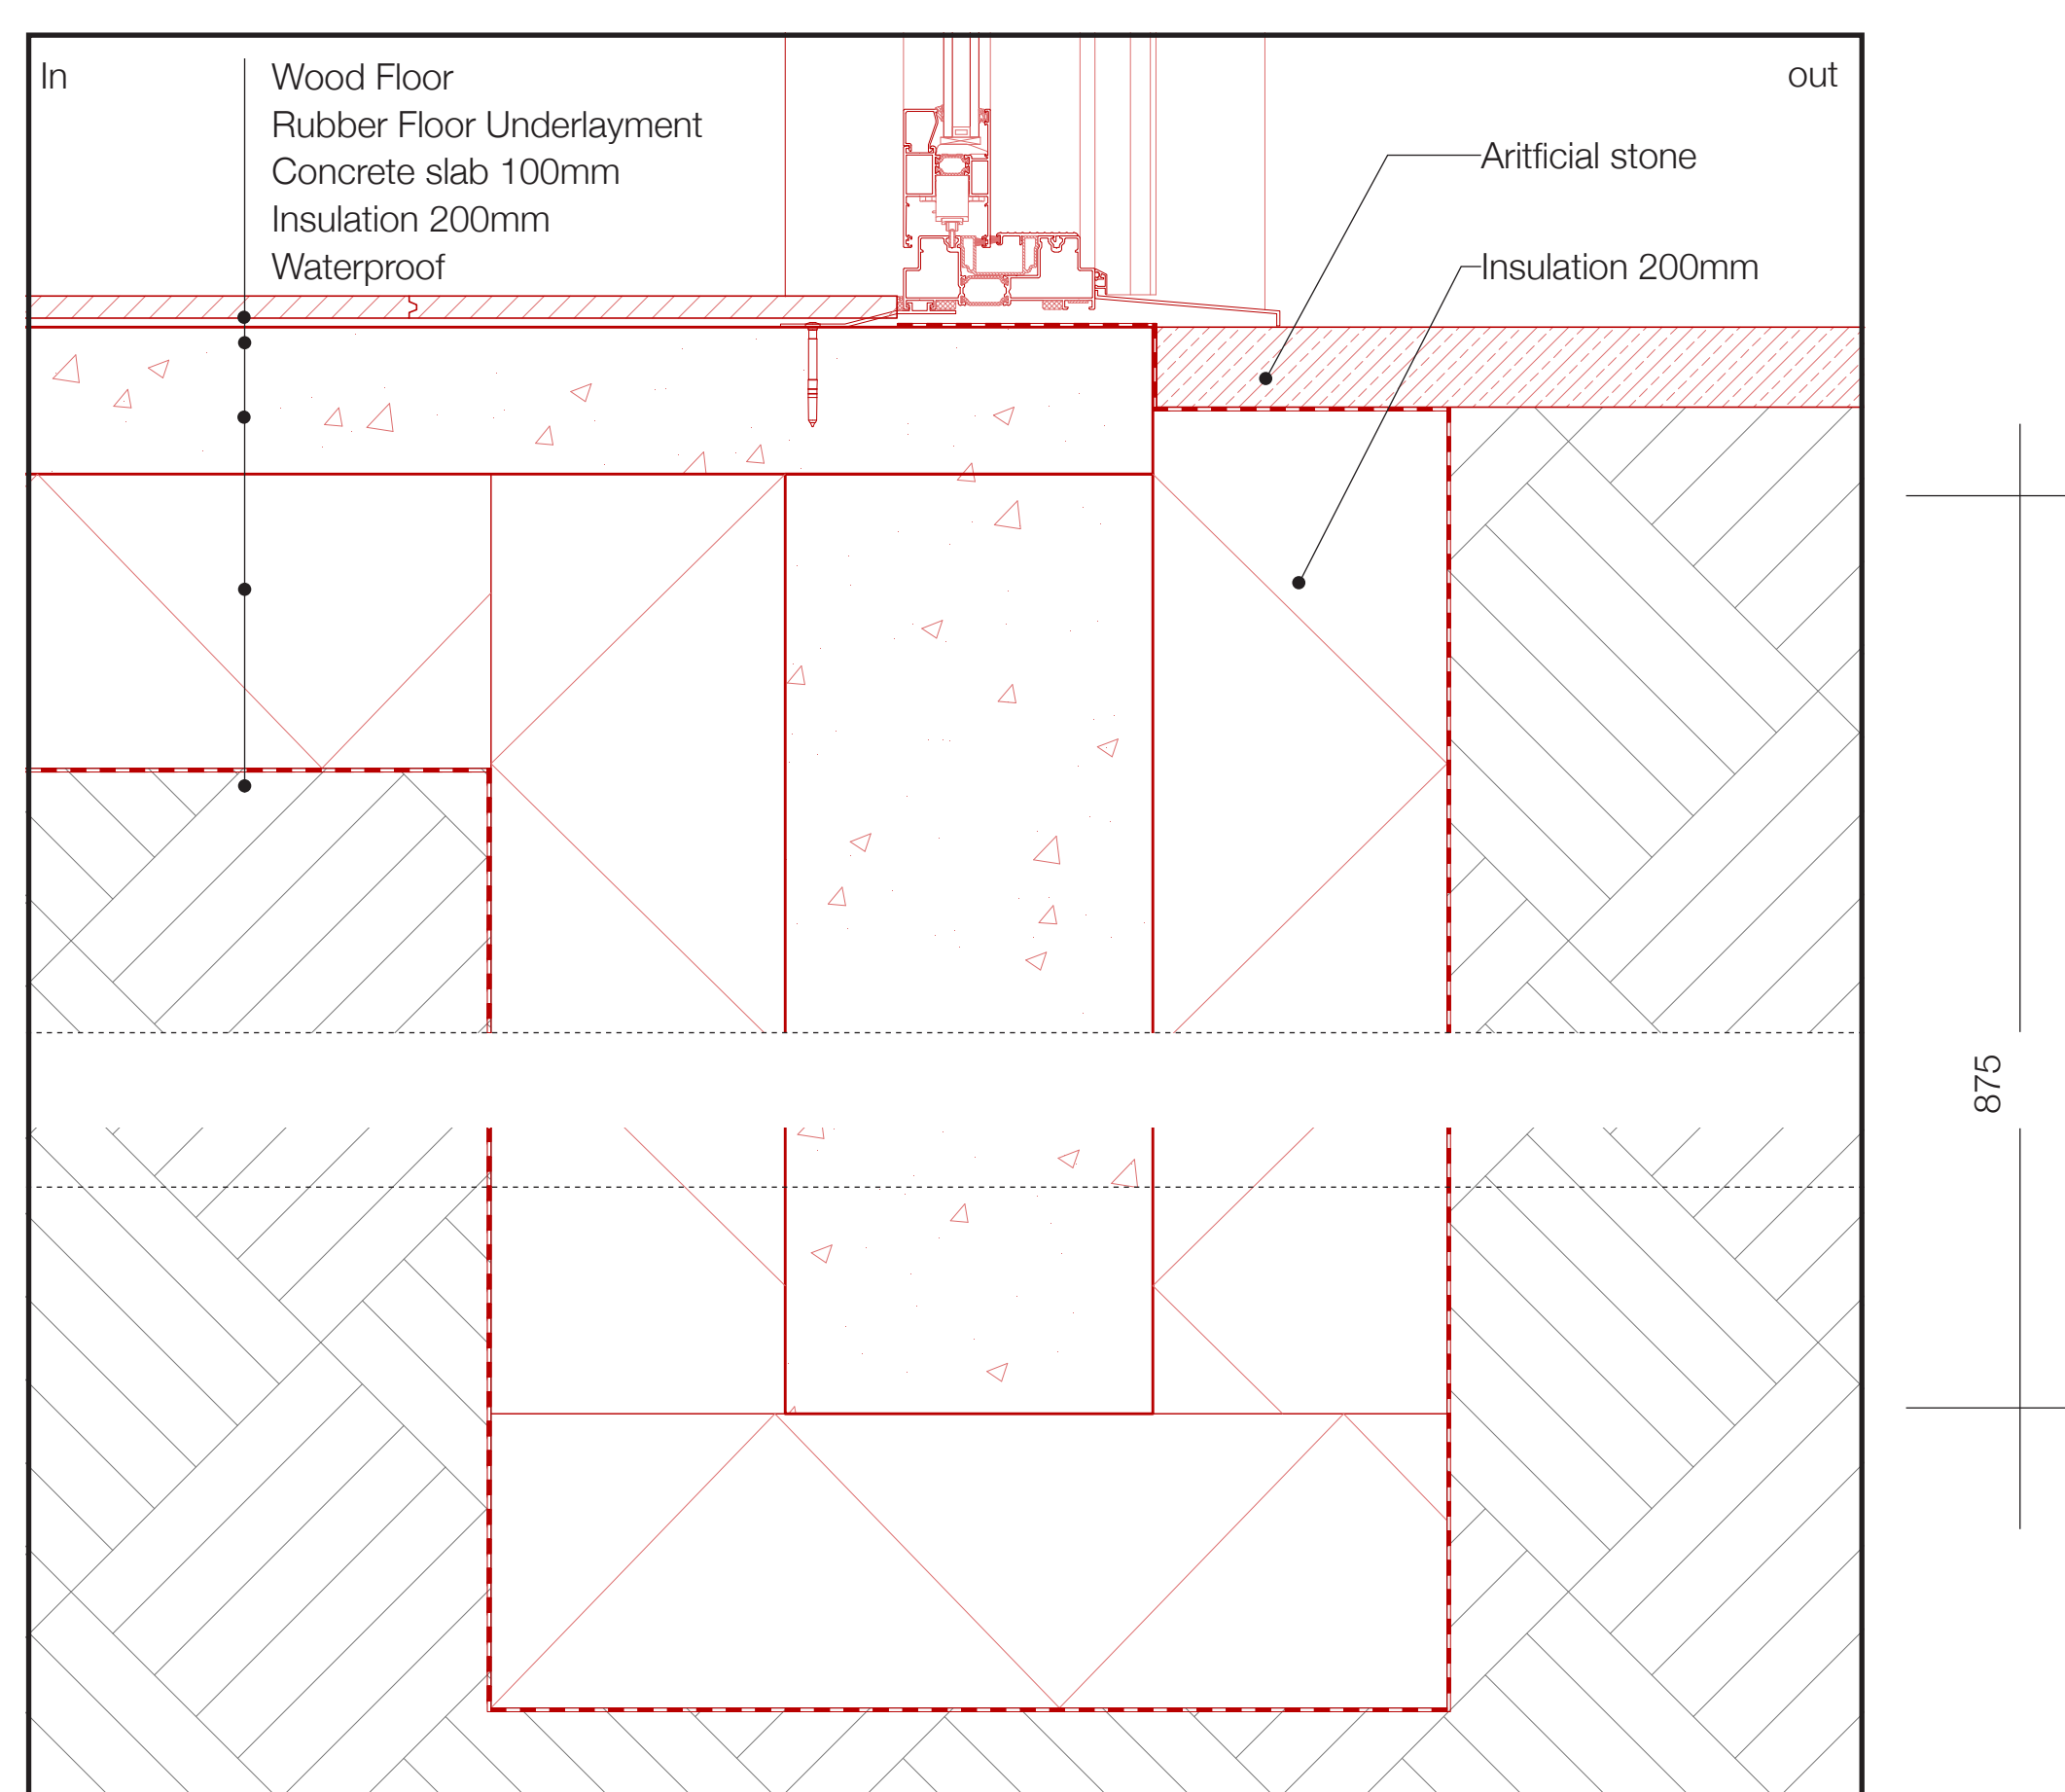 In
Wood Floor
Rubber Floor Underlayment
Concrete slab 100mm
Insulation 200mm
Waterproof
out
Aritficial stone
Insulation 200mm
875